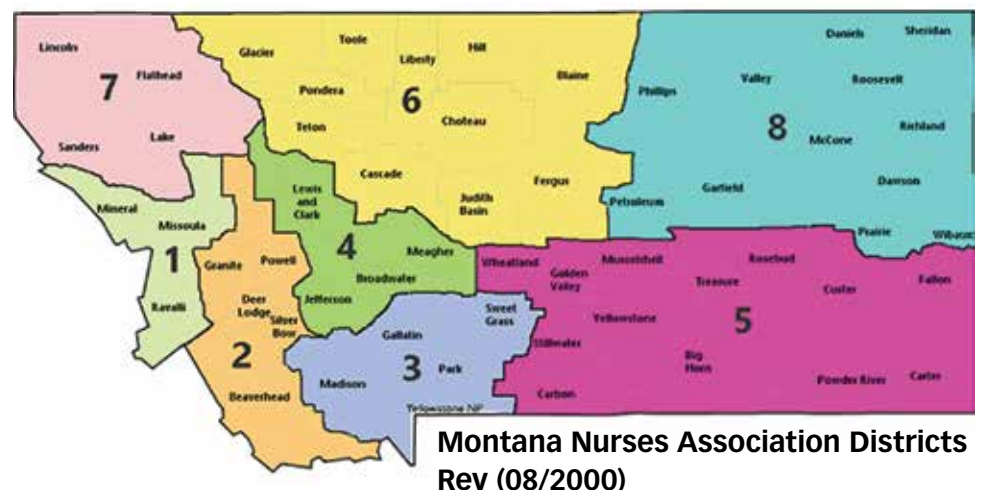 Lincoln
Flathead
7
Sanders
Lake
Glacier
Toole
Liberty
Hill
Blaine
Pondera
6
Teton
Choteau
Cascade
Judith
Basin
Fergus
Daniels
Sheridan
Phillips
Valley
Roosevelt
8
McCone
Richland
Garfield
Dawson
Petroleum
Prairie
Wibaux
Mineral
Missoula
1
Ravalli
Granite
Powell
Deer
Lodge
Silver
Bow
2
Beaverhead
Lewis
and
Clark
4
Meagher
Broadwater
Jefferson
Gallatin
Sweet
Grass
3
Park
Madison
Yellowstone NP
Wheatland
Golden
Valley
Musselshell
Treasure
Rosebud
Custer
Fallon
Yellowstone
5
Stillwater
Big
Horn
Powder River
Carter
Carbon
Montana Nurses Association Districts
Rev (08/2000)